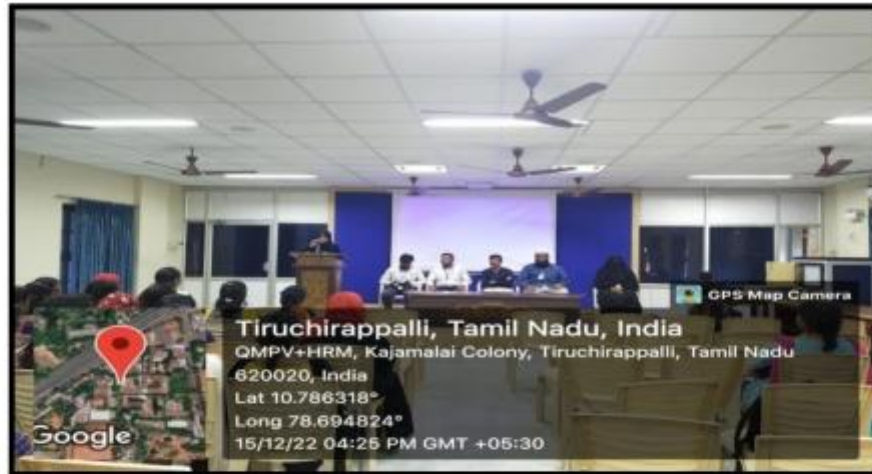 GPS Map Camera
Tiruchirappalli, Tamil Nadu, India
QMPV+HRM, Kajamalai Colony, Tiruchirappalli, Tamil Nadu
620020, India
Lat 10.786318°
Long 78.694824°
15/12/22 04:25 PM GMT +05:30
Google